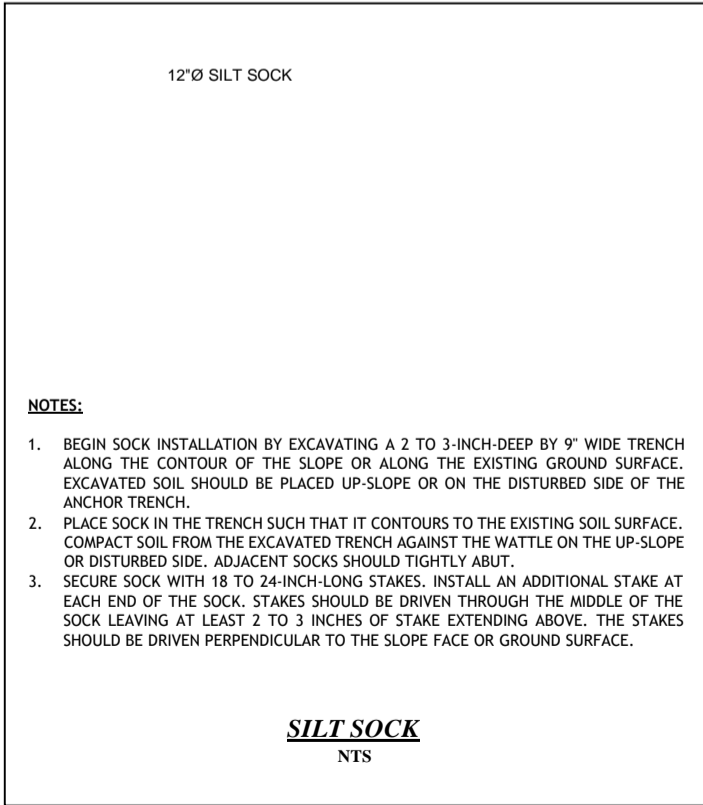 12"Ø SILT SOCK
NOTES:
1. BEGIN SOCK INSTALLATION BY EXCAVATING A 2 TO 3-INCH-DEEP BY 9" WIDE TRENCH
ALONG THE CONTOUR OF THE SLOPE OR ALONG THE EXISTING GROUND SURFACE.
EXCAVATED SOIL SHOULD BE PLACED UP-SLOPE OR ON THE DISTURBED SIDE OF THE
ANCHOR TRENCH.
2. PLACE SOCK IN THE TRENCH SUCH THAT IT CONTOURS TO THE EXISTING SOIL SURFACE.
COMPACT SOIL FROM THE EXCAVATED TRENCH AGAINST THE WATTLE ON THE UP-SLOPE
OR DISTURBED SIDE. ADJACENT SOCKS SHOULD TIGHTLY ABUT.
3. SECURE SOCK WITH 18 TO 24-INCH-LONG STAKES. INSTALL AN ADDITIONAL STAKE AT
EACH END OF THE SOCK. STAKES SHOULD BE DRIVEN THROUGH THE MIDDLE OF THE
SOCK LEAVING AT LEAST 2 TO 3 INCHES OF STAKE EXTENDING ABOVE. THE STAKES
SHOULD BE DRIVEN PERPENDICULAR TO THE SLOPE FACE OR GROUND SURFACE.
SILT SOCK
NTS